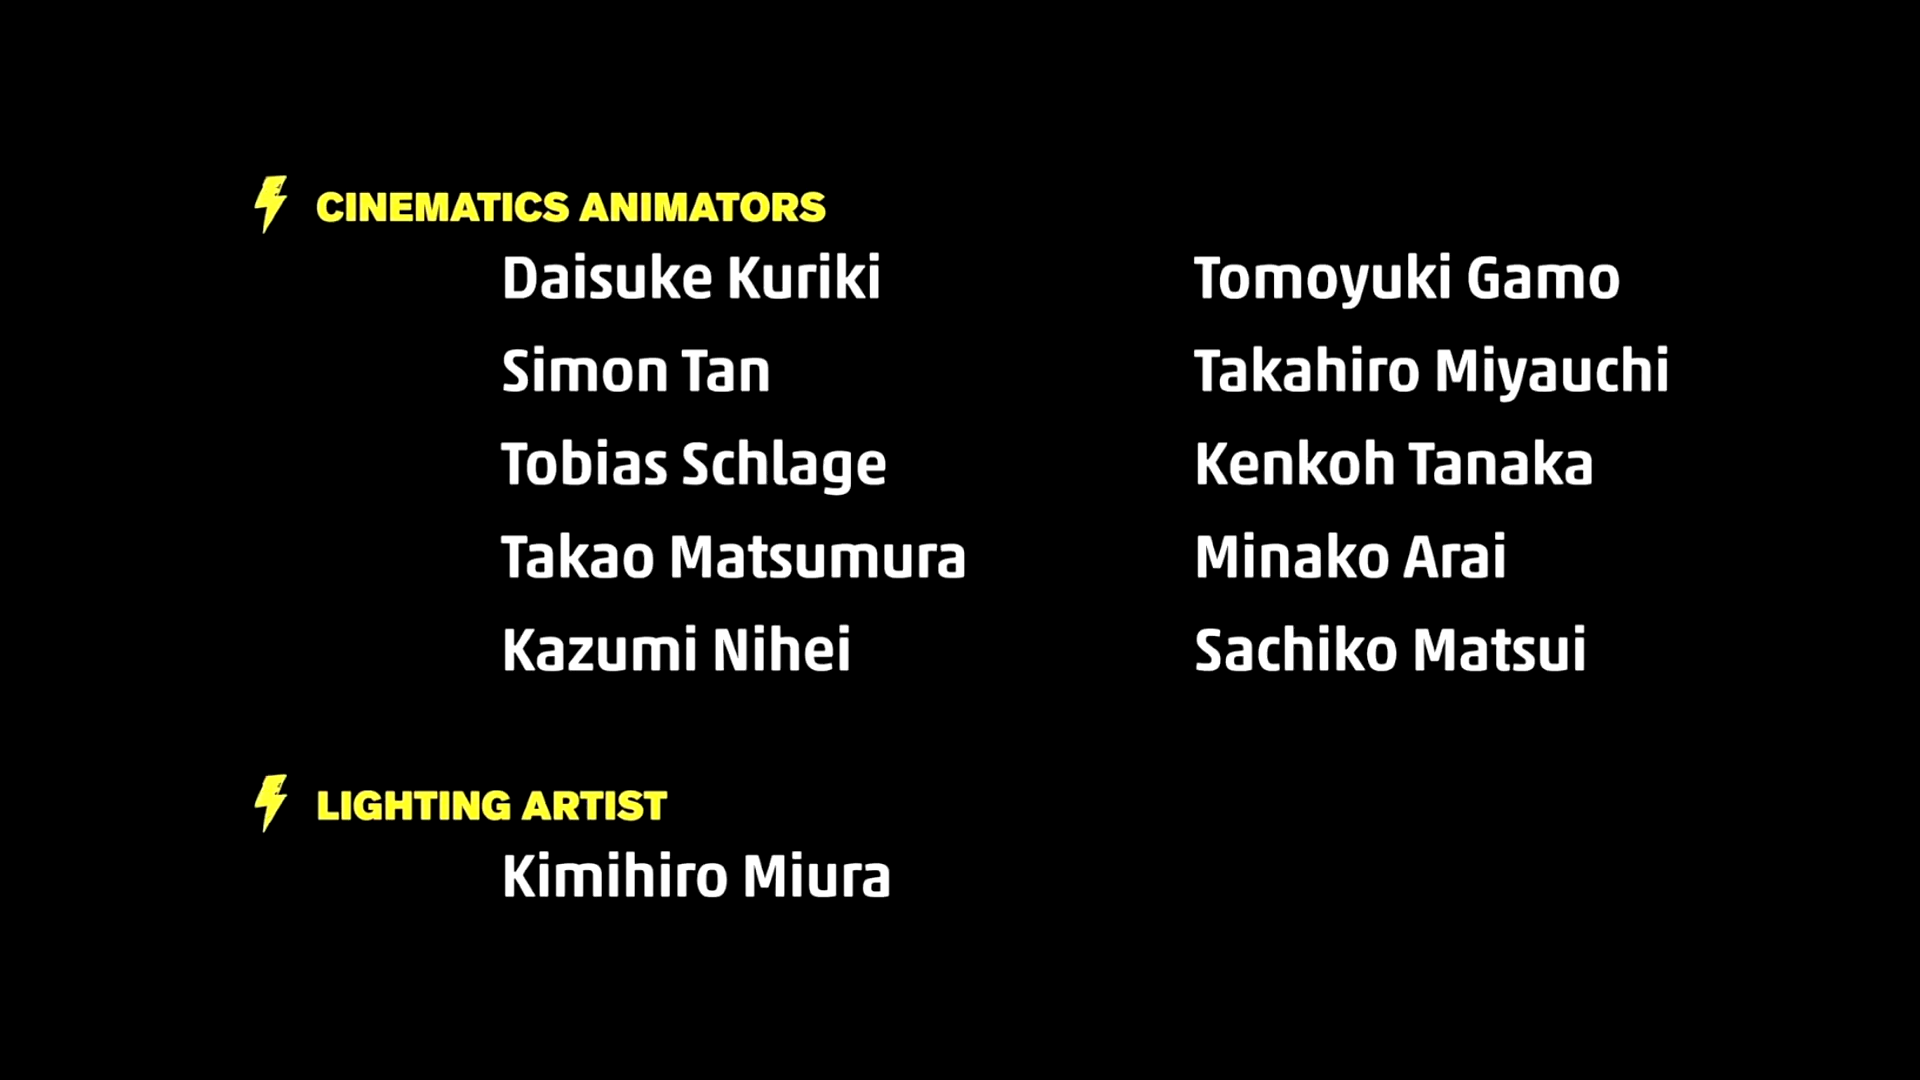 CINEMATICS ANIMATORS
Daisuke Kuriki Tomoyuki Gamo
Simon Tan Takahiro Miyauchi
Tobias Schlage Kenkoh Tanaka
Takao Matsumura Minako Arai
Kazumi Nihei Sachiko Matsui
LIGHTING ARTIST
Kimihiro Miura